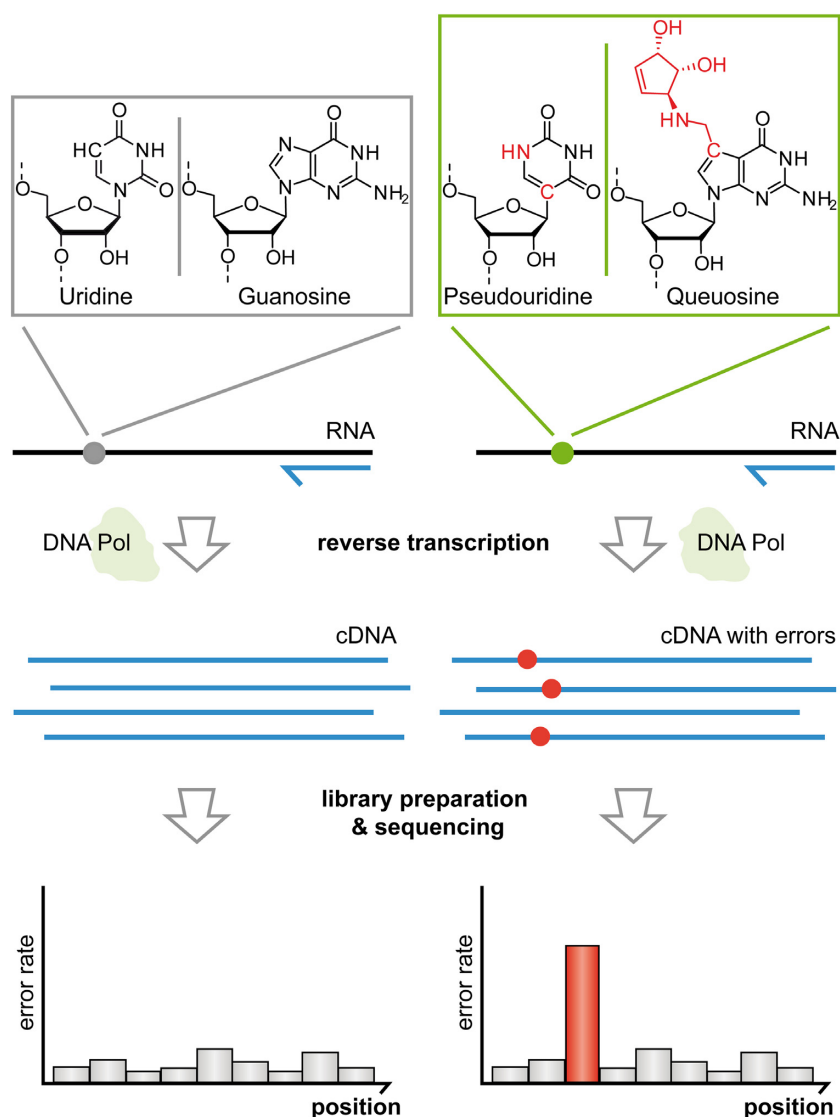 OH
OH
HN
O
HC
NH
O
N
O
O
OH
Uridine
O
N
NH
N
N
NH2
O
O
O
OH
Guanosine
O
HN
NH
O
C
O
O
O
OH
Pseudouridine
C
O
NH
N
N
NH2
O
O
O
OH
Queuosine
RNA
RNA
DNA Pol
reverse transcription
DNA Pol
cDNA
cDNA with errors
library preparation
& sequencing
error rate
position
error rate
position